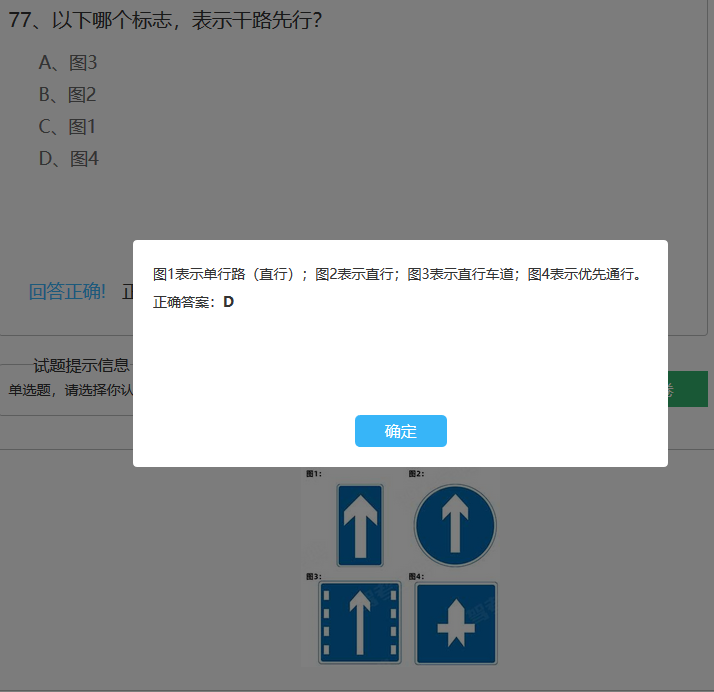 77、以下哪个标志，表示干路先行？
A、图3
B、图2
C、图1
D、图4
图1表示单行路（直行）；图2表示直行；图3表示直行车道；图4表示优先通行。
回答正确! 正
正确答案：D
试题提示信息
单选题，请选择你认
卷
确定
图1:
图2:
图3:
图4: